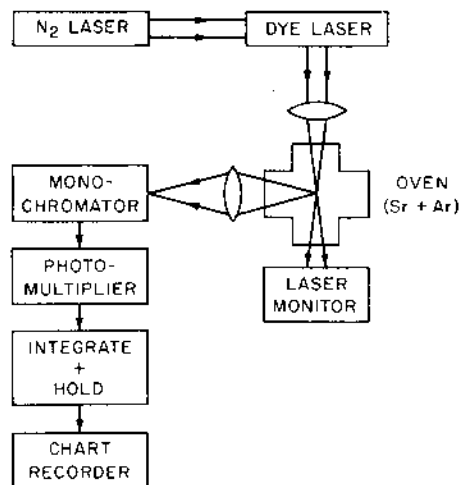 N2 LASER
DYE LASER
MONO-
CHROMATOR
OVEN
(Sr + Ar)
PHOTO-
MULTIPLIER
LASER
MONITOR
INTEGRATE
+
HOLD
CHART
RECORDER